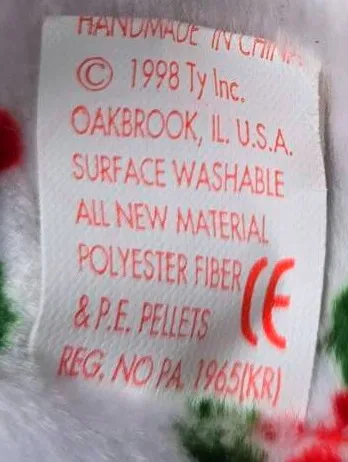 HANDMADE IN CHINA
© 1998 Ty Inc.
OAKBROOK, IL. U.S.A.
SURFACE WASHABLE
ALL NEW MATERIAL
POLYESTER FIBER
& P.E. PELLETS CE
REG. NO PA. 1965(KR)